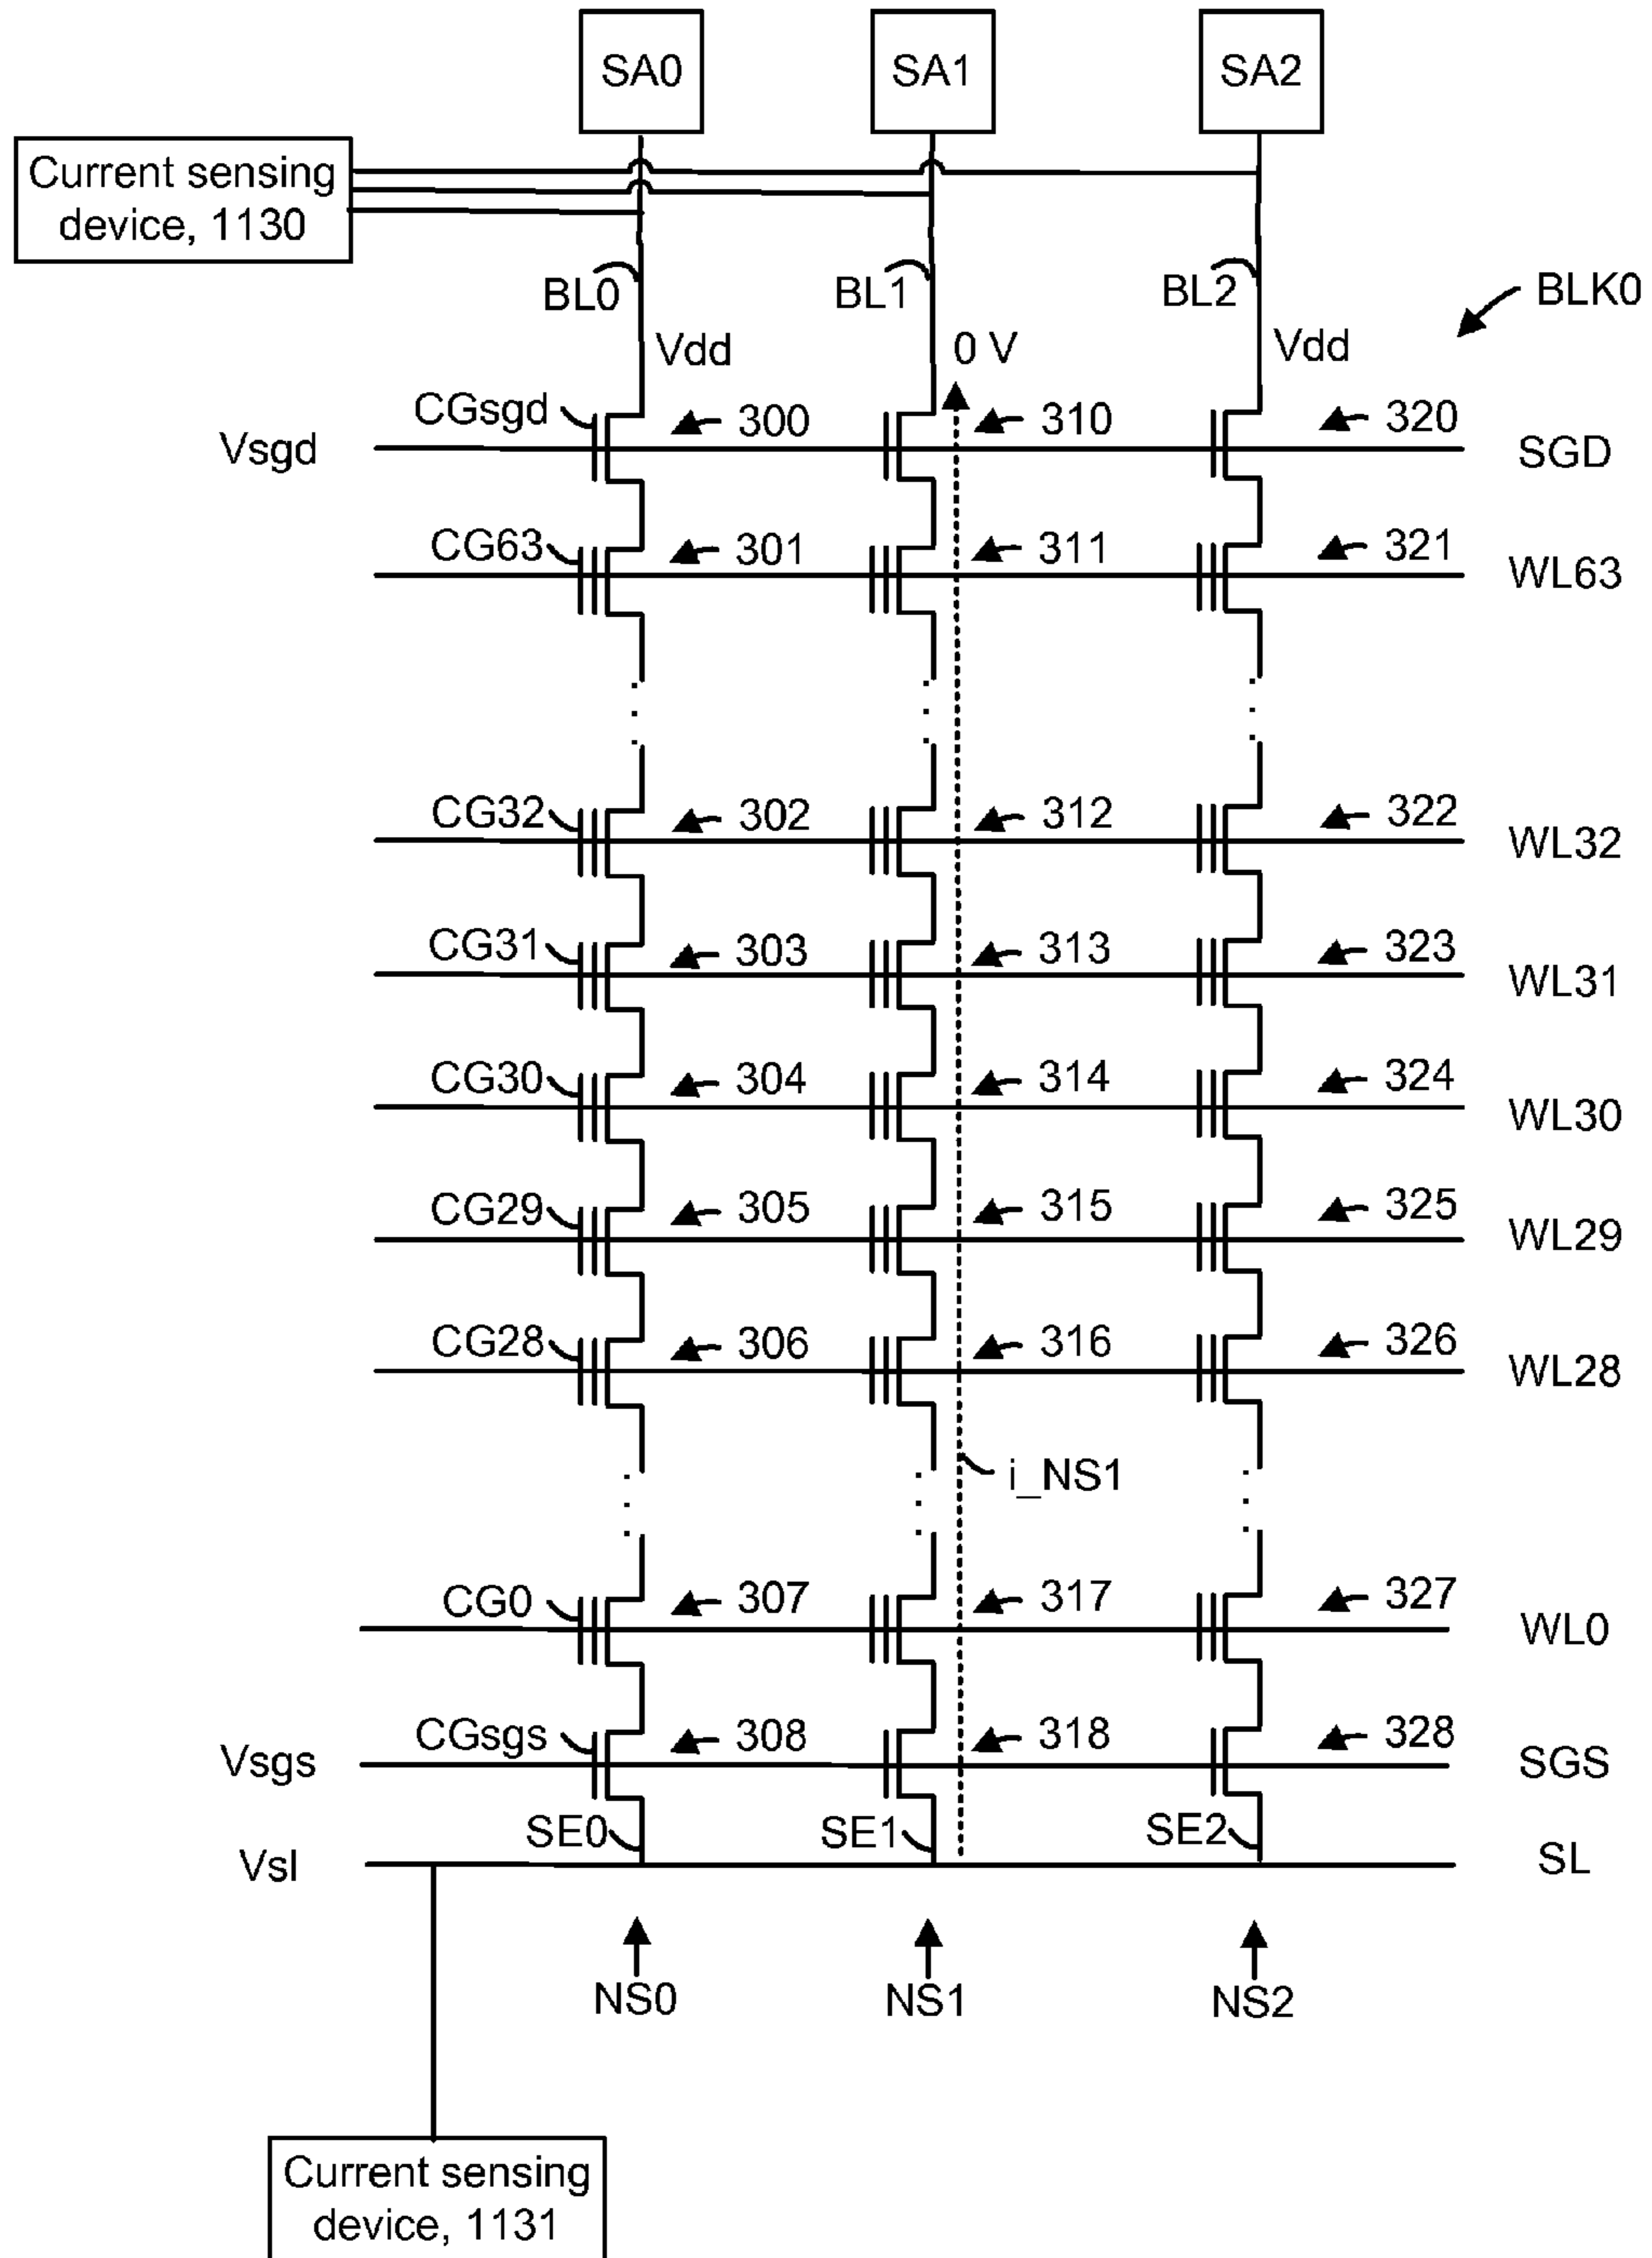 SA0 SA1 SA2
Current sensing
device, 1130
BL0 BL1 BL2 BLK0
Vdd 0 V Vdd
Vsgd CGsgd 300 310 320 SGD
CG63 301 311 321 WL63
CG32 302 312 322 WL32
CG31 303 313 323 WL31
CG30 304 314 324 WL30
CG29 305 315 325 WL29
CG28 306 316 326 WL28
i_NS1
CG0 307 317 327 WL0
Vsgs CGsgs 308 318 328 SGS
SE0 SE1 SE2
Vsl SL
NS0 NS1 NS2
Current sensing
device, 1131